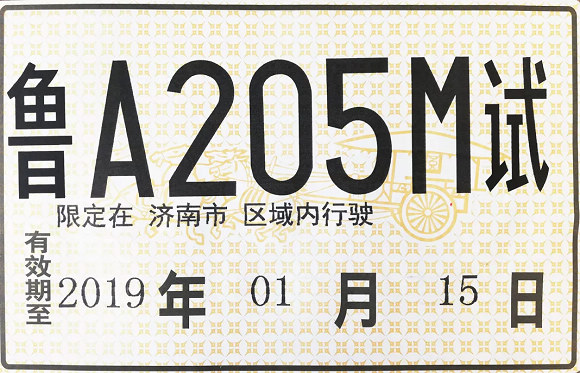 鲁A205M试
限定在 济南市 区域内行驶
有效期至 2019 年 01 月 15 日